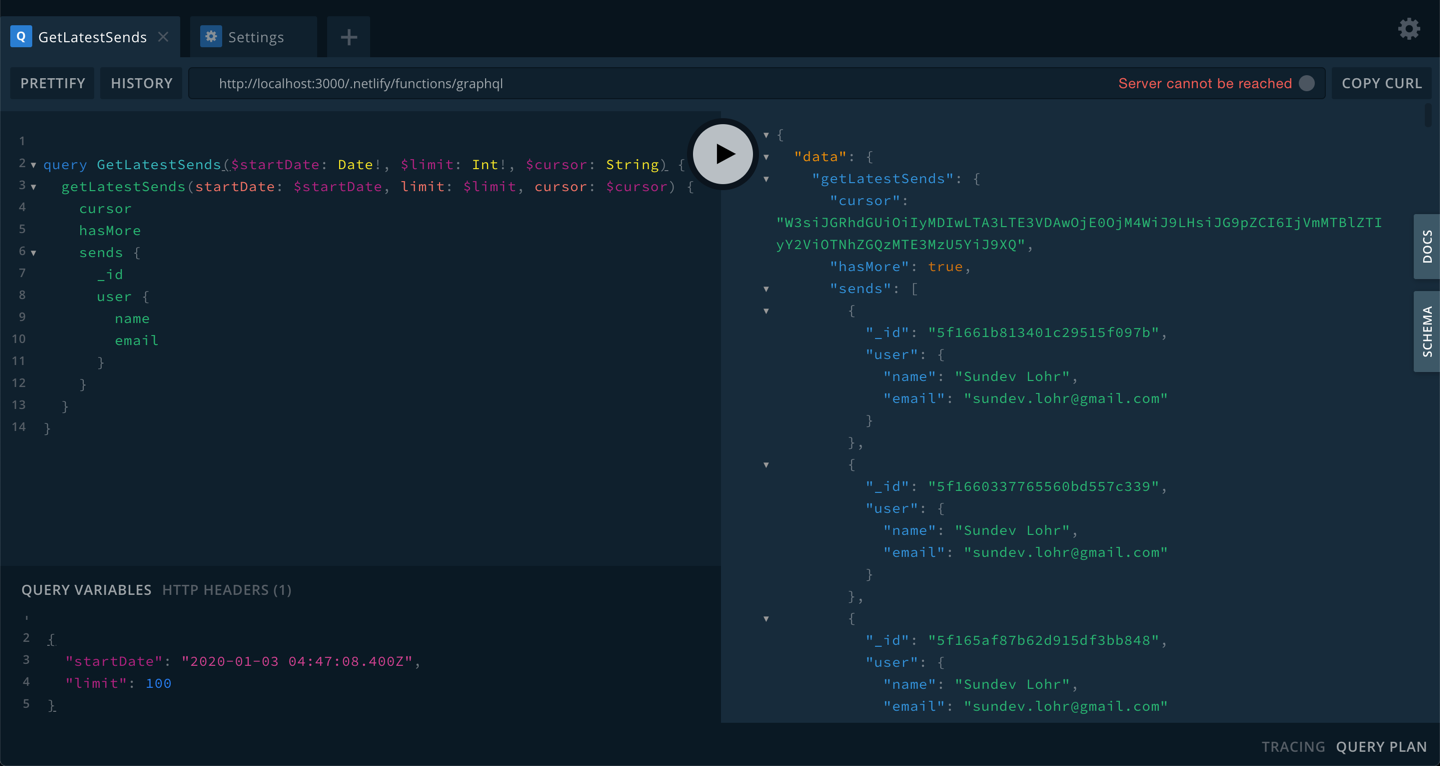 GetLatestSends
Settings
PRETTIFY
HISTORY
http://localhost:3000/.netlify/functions/graphql
Server cannot be reached
COPY CURL
1
2 query GetLatestSends($startDate: Date!, $limit: Int!, $cursor: String) {
3 getLatestSends(startDate: $startDate, limit: $limit, cursor: $cursor) {
4 cursor
5 hasMore
6 sends {
7 _id
8 user {
9 name
10 email
11 }
12 }
13 }
14 }
QUERY VARIABLES HTTP HEADERS (1)
2 {
3 "startDate": "2020-01-03 04:47:08.400Z",
4 "limit": 100
5 }
{
"data": {
"getLatestSends": {
"cursor":
"W3siJGRhdGUiOiIyMDIwLTA3LTE3VDAwOjE0OjM4WiJ9LHsiJG9pZCI6IjVmMTBlZTI
yY2ViOTNhZGQzMTE3MzU5YiJ9XQ",
"hasMore": true,
"sends": [
{
"_id": "5f1661b813401c29515f097b",
"user": {
"name": "Sundev Lohr",
"email": "sundev.lohr@gmail.com"
}
},
{
"_id": "5f1660337765560bd557c339",
"user": {
"name": "Sundev Lohr",
"email": "sundev.lohr@gmail.com"
}
},
{
"_id": "5f165af87b62d915df3bb848",
"user": {
"name": "Sundev Lohr",
"email": "sundev.lohr@gmail.com"
DOCS
SCHEMA
TRACING QUERY PLAN